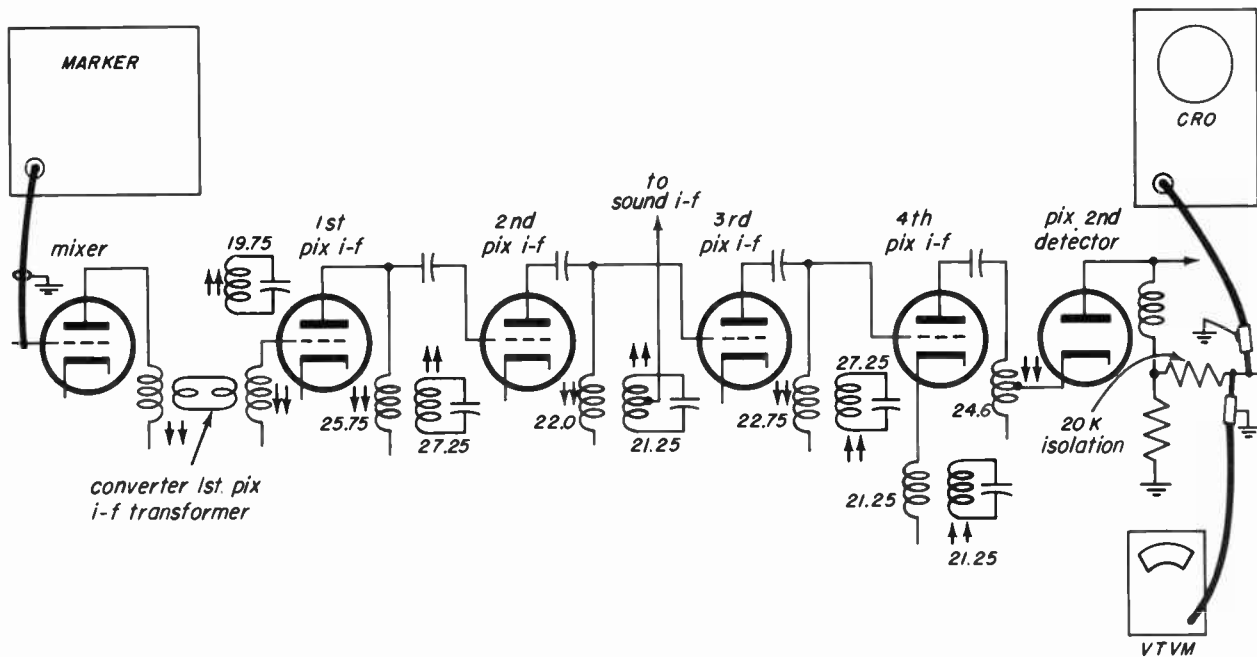 MARKER
CRO
mixer
19.75
1st
pix i-f
2nd
pix i-f
to
sound i-f
3rd
pix i-f
4th
pix i-f
pix 2nd
detector
converter 1st. pix
i-f transformer
25.75
27.25
22.0
21.25
22.75
27.25
21.25
21.25
24.6
20 K
isolation
VTVM